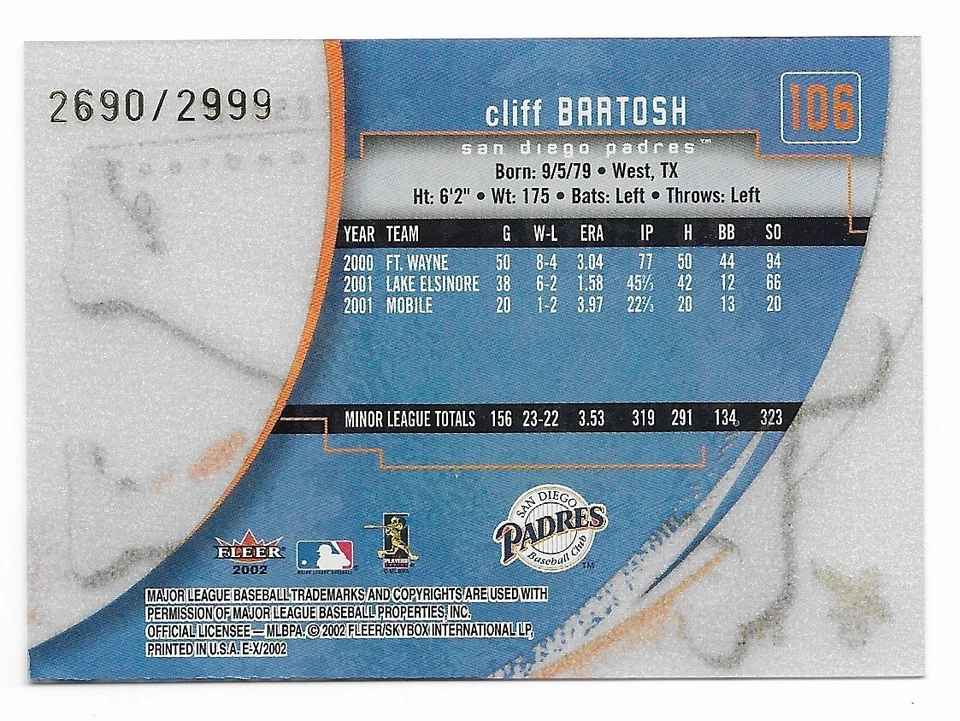 2690/2999
106
cliff BARTOSH
san diego padres™
Born: 9/5/79 • West, TX
Ht: 6'2" • Wt: 175 • Bats: Left • Throws: Left
YEAR TEAM G W-L ERA IP H BB SO
2000 FT. WAYNE 50 8-4 3.04 77 50 44 94
2001 LAKE ELSINORE 38 6-2 1.58 45⅔ 42 12 66
2001 MOBILE 20 1-2 3.97 22⅔ 20 13 20
MINOR LEAGUE TOTALS 156 23-22 3.53 319 291 134 323
SAN DIEGO
PADRES
Baseball Club
™
FLEER
2002
PLAYERS
MAJOR LEAGUE BASEBALL TRADEMARKS AND COPYRIGHTS ARE USED WITH
PERMISSION OF MAJOR LEAGUE BASEBALL PROPERTIES, INC.
OFFICIAL LICENSEE — MLBPA. © 2002 FLEER/SKYBOX INTERNATIONAL LP,
PRINTED IN U.S.A. E-X/2002